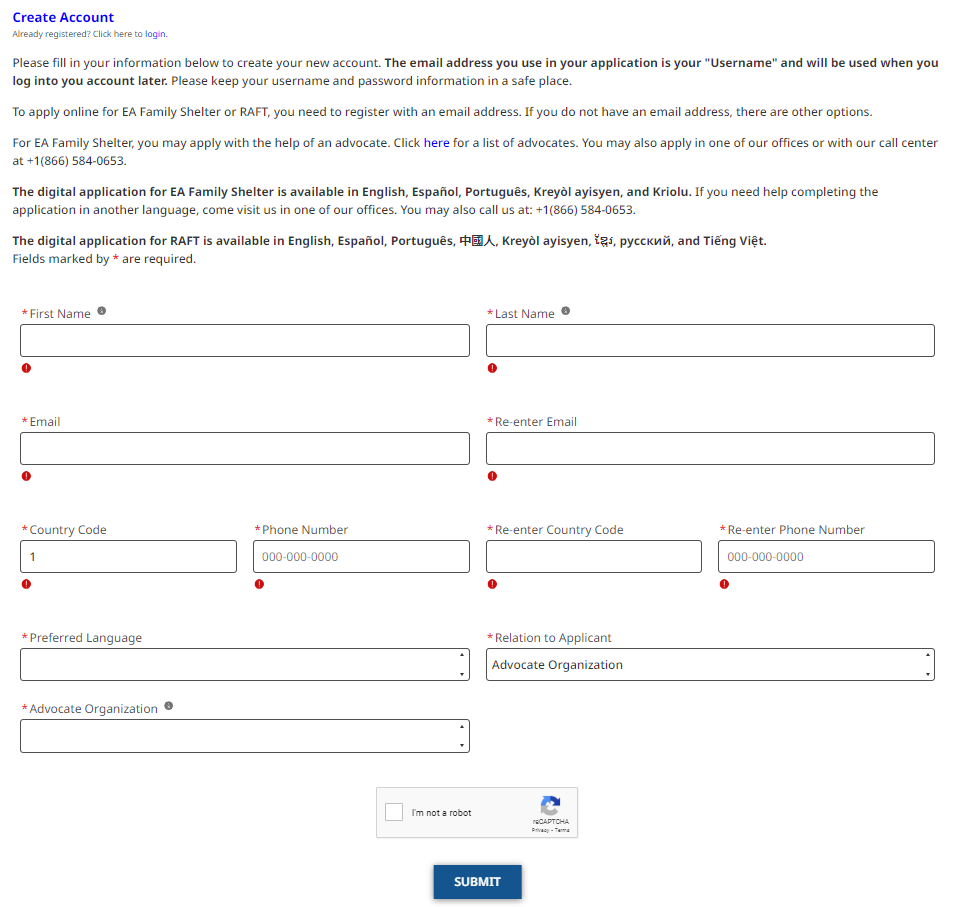 Create Account
Already registered? Click here to login.
Please fill in your information below to create your new account. The email address you use in your application is your "Username" and will be used when you
log into you account later. Please keep your username and password information in a safe place.
To apply online for EA Family Shelter or RAFT, you need to register with an email address. If you do not have an email address, there are other options.
For EA Family Shelter, you may apply with the help of an advocate. Click here for a list of advocates. You may also apply in one of our offices or with our call center
at +1(866) 584-0653.
The digital application for EA Family Shelter is available in English, Español, Português, Kreyòl ayisyen, and Kriolu. If you need help completing the
application in another language, come visit us in one of our offices. You may also call us at: +1(866) 584-0653.
The digital application for RAFT is available in English, Español, Português, 中國人, Kreyòl ayisyen, ខ្មែរ, русский, and Tiếng Việt.
Fields marked by * are required.
*First Name
*Last Name
*Email
*Re-enter Email
*Country Code
*Phone Number
*Re-enter Country Code
*Re-enter Phone Number
1
000-000-0000
000-000-0000
*Preferred Language
*Relation to Applicant
Advocate Organization
*Advocate Organization
I'm not a robot
reCAPTCHA
Privacy - Terms
SUBMIT